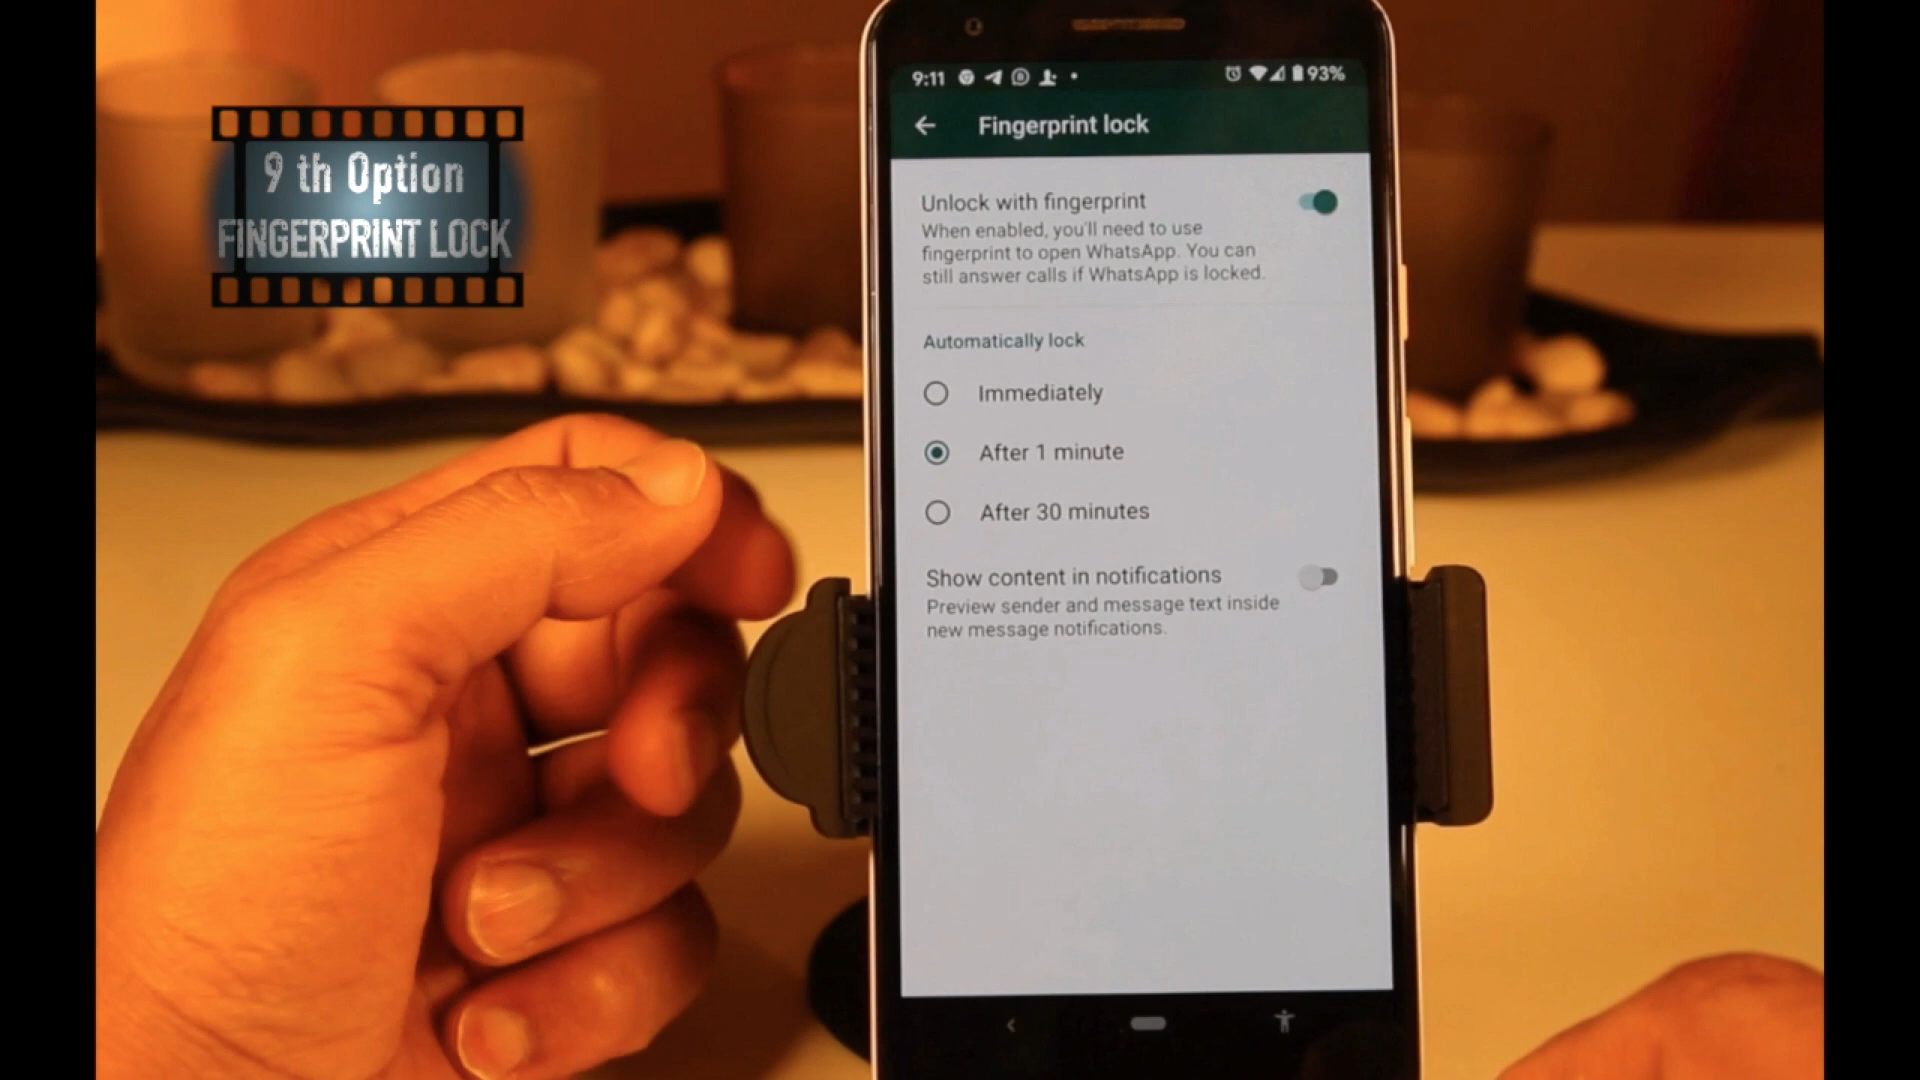 9 th Option
FINGERPRINT LOCK
9:11
93%
Fingerprint lock
Unlock with fingerprint
When enabled, you'll need to use
fingerprint to open WhatsApp. You can
still answer calls if WhatsApp is locked.
Automatically lock
Immediately
After 1 minute
After 30 minutes
Show content in notifications
Preview sender and message text inside
new message notifications.